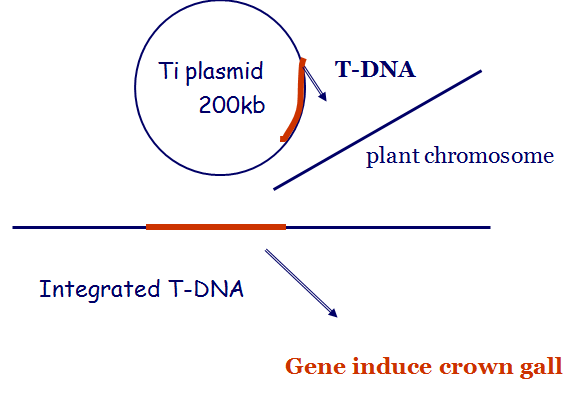 Ti plasmid
200kb
T-DNA
plant chromosome
Integrated T-DNA
Gene induce crown gall